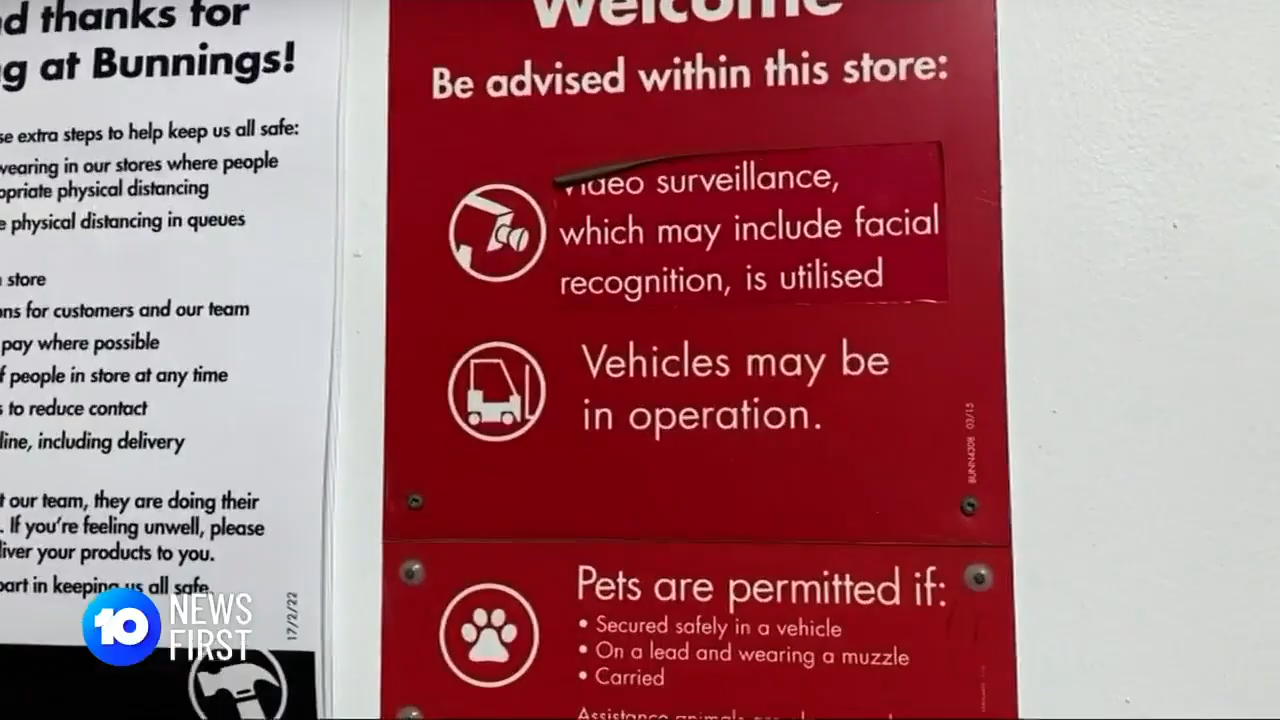 d thanks for
g at Bunnings!
se extra steps to help keep us all safe:
wearing in our stores where people
opriate physical distancing
e physical distancing in queues
store
ons for customers and our team
pay where possible
f people in store at any time
s to reduce contact
line, including delivery
t our team, they are doing their
. If you're feeling unwell, please
liver your products to you.
part in keeping us all safe
17/2/22
Welcome
Be advised within this store:
Video surveillance,
which may include facial
recognition, is utilised
Vehicles may be
in operation.
BUNN4308 03/15
Pets are permitted if:
• Secured safely in a vehicle
• On a lead and wearing a muzzle
• Carried
Assistance animals
10 NEWS
FIRST